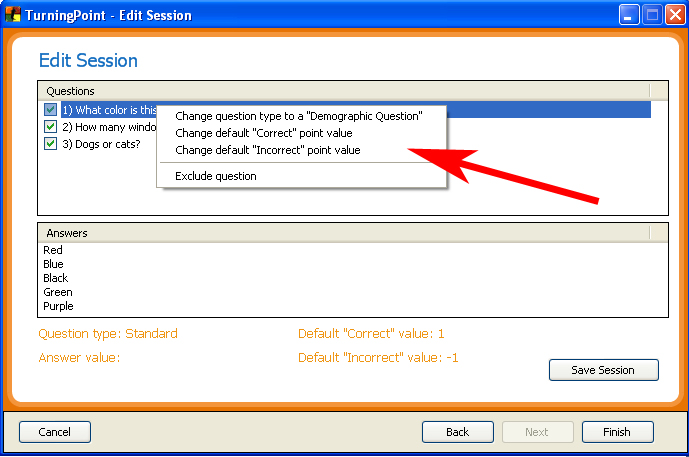 TurningPoint - Edit Session
Edit Session
Questions
1) What color is this
2) How many windo
3) Dogs or cats?
Change question type to a "Demographic Question"
Change default "Correct" point value
Change default "Incorrect" point value
Exclude question
Answers
Red
Blue
Black
Green
Purple
Question type: Standard
Default "Correct" value: 1
Answer value:
Default "Incorrect" value: -1
Save Session
Cancel
Back
Next
Finish